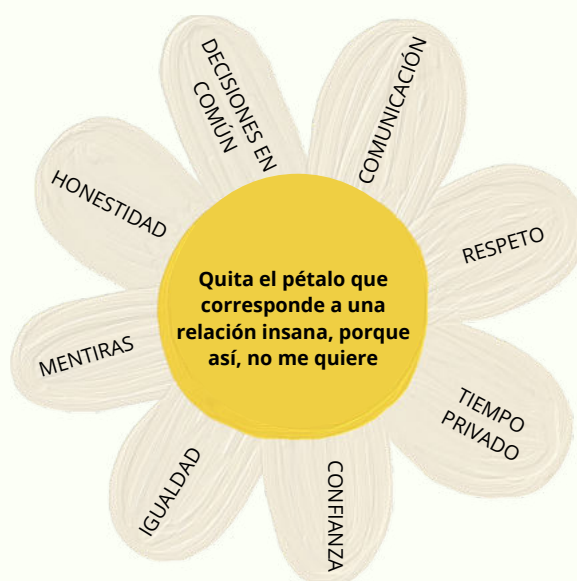 DECISIONES EN
COMÚN
COMUNICACIÓN
RESPETO
TIEMPO
PRIVADO
CONFIANZA
IGUALDAD
MENTIRAS
HONESTIDAD
Quita el pétalo que
corresponde a una
relación insana, porque
así, no me quiere